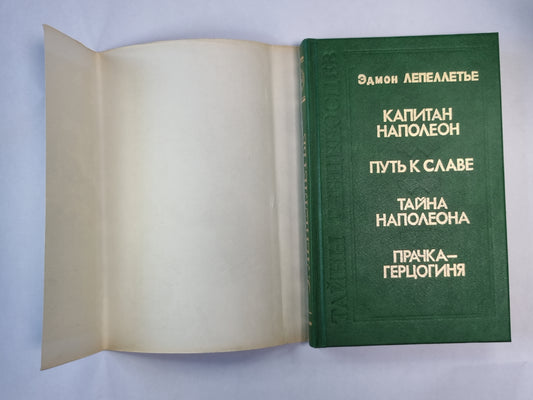 Эдмон ЛЕПЕЛЛЕТЬЕ
КАПИТАН
НАПОЛЕОН
ПУТЬ К СЛАВЕ
ТАЙНА
НАПОЛЕОНА
ПРАЧКА—
ГЕРЦОГИНЯ